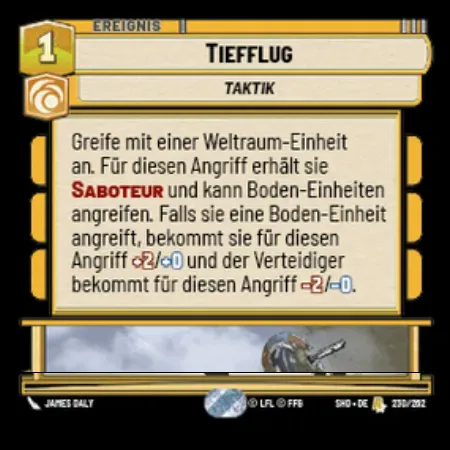 EREIGNIS
1
TIEFFLUG
TAKTIK
Greife mit einer Weltraum-Einheit
an. Für diesen Angriff erhält sie
SABOTEUR und kann Boden-Einheiten
angreifen. Falls sie eine Boden-Einheit
angreift, bekommt sie für diesen
Angriff +2/+0 und der Verteidiger
bekommt für diesen Angriff -2/-0.
JAMES DALY
© LFL © FFG
SHD • DE
230/262